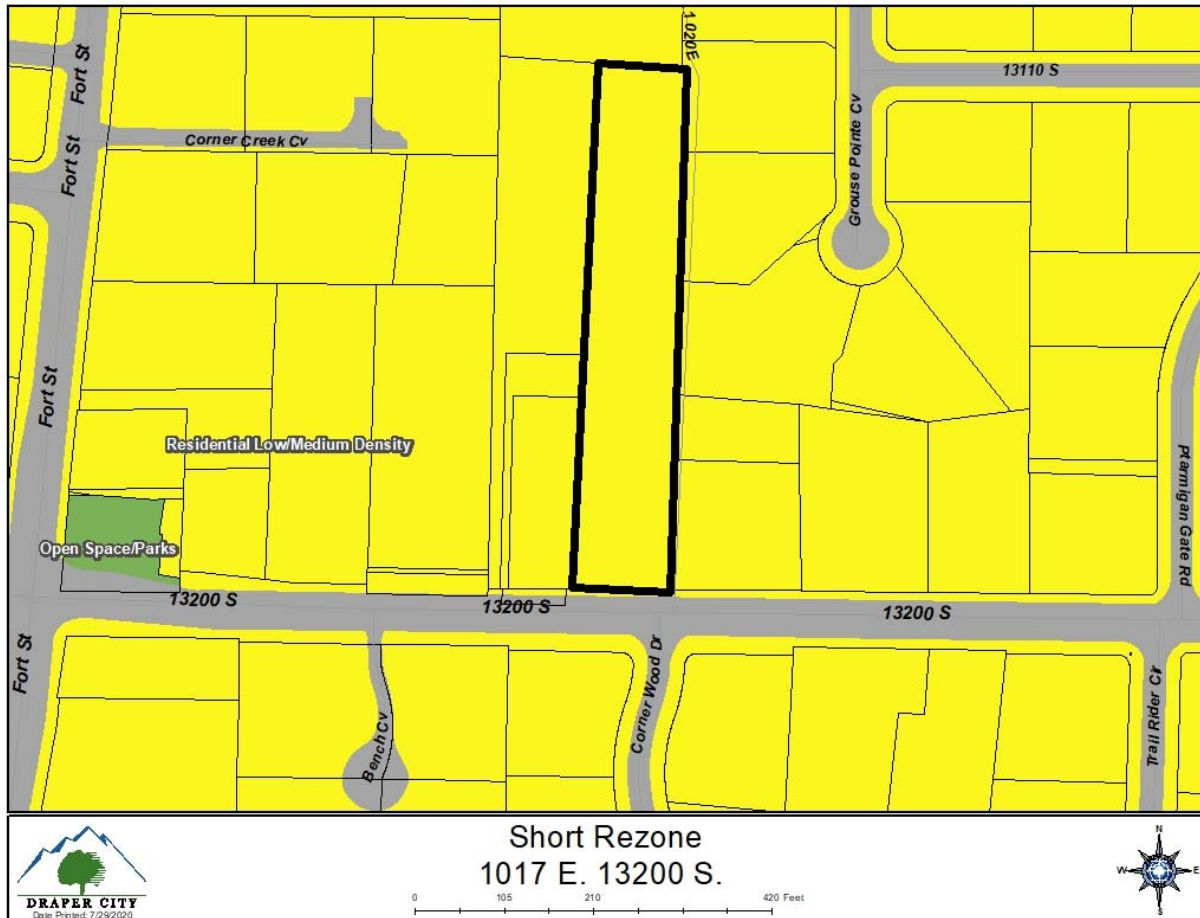 Fort St
1,020E
13110 S
Corner Creek Cv
Fort St
Grouse Pointe Cv
Fort St
Residential Low/Medium Density
Ptarmigan Gate Rd
Open Space/Parks
13200 S
13200 S
13200 S
Fort St
Corner Wood Dr
Trail Rider Cir
Bench Cv
Short Rezone
1017 E. 13200 S.
0 105 210 420 Feet
DRAPER CITY
Date Printed: 7/29/2020
N
W
E
S